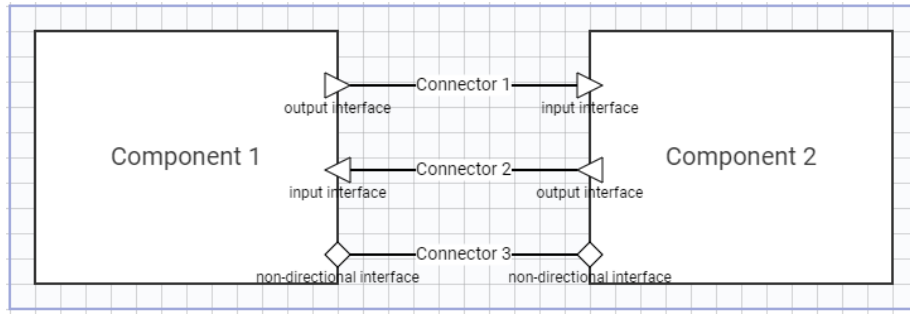 Connector 1
output interface
input interface
Component 1
Component 2
Connector 2
input interface
output interface
Connector 3
non-directional interface
non-directional interface